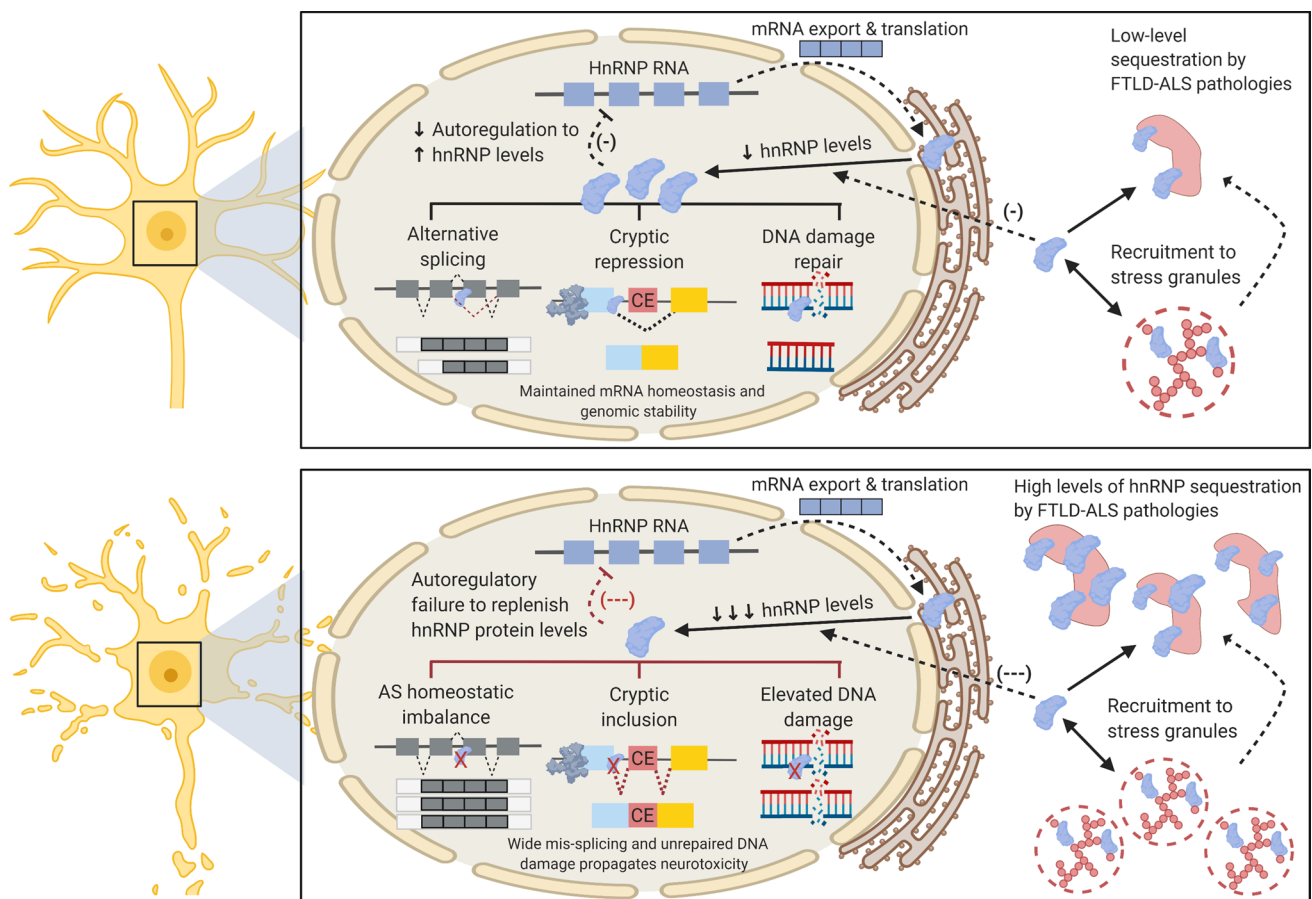 mRNA export & translation
HnRNP RNA
↓ Autoregulation to
↑ hnRNP levels
(-)
↓ hnRNP levels
Low-level
sequestration by
FTLD-ALS pathologies
(-)
Alternative
splicing
Cryptic
repression
DNA damage
repair
Recruitment to
stress granules
CE
Maintained mRNA homeostasis and
genomic stability
mRNA export & translation
HnRNP RNA
Autoregulatory
failure to replenish
hnRNP protein levels
(---)
↓↓↓ hnRNP levels
High levels of hnRNP sequestration
by FTLD-ALS pathologies
(---)
AS homeostatic
imbalance
Cryptic
inclusion
Elevated DNA
damage
Recruitment to
stress granules
X
X
CE
X
CE
Wide mis-splicing and unrepaired DNA
damage propagates neurotoxicity